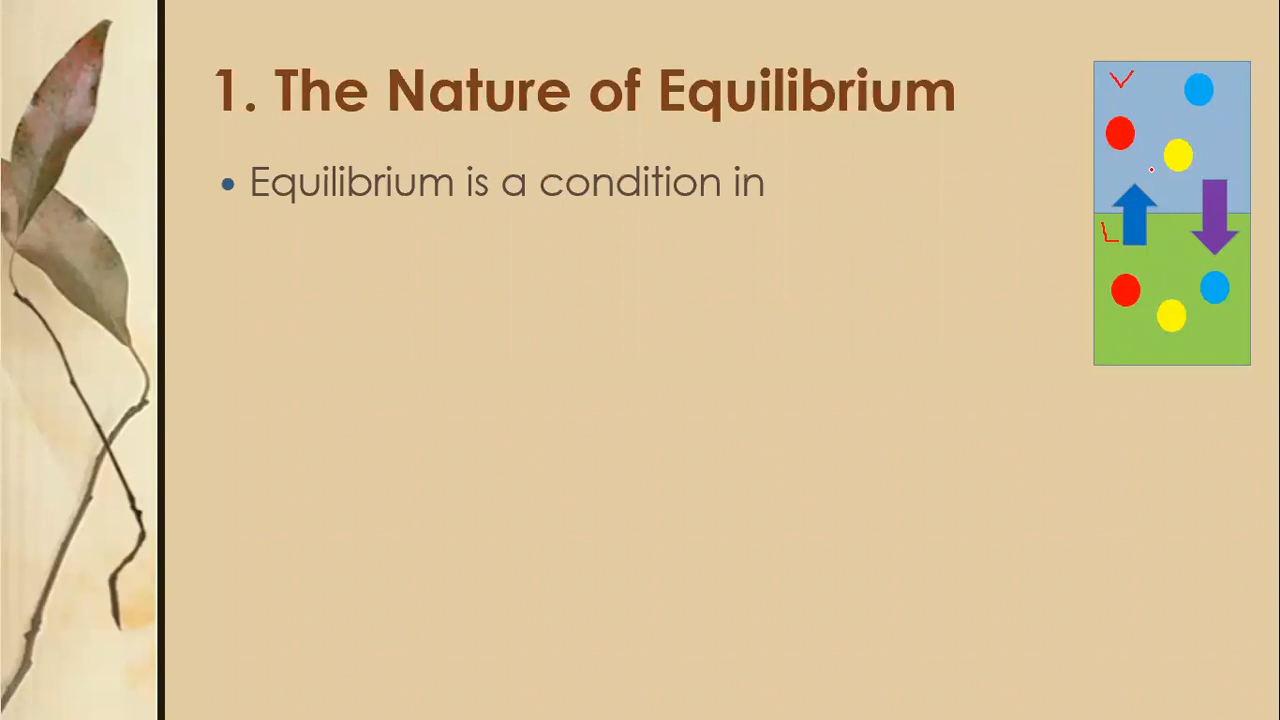 1. The Nature of Equilibrium
• Equilibrium is a condition in
V
L